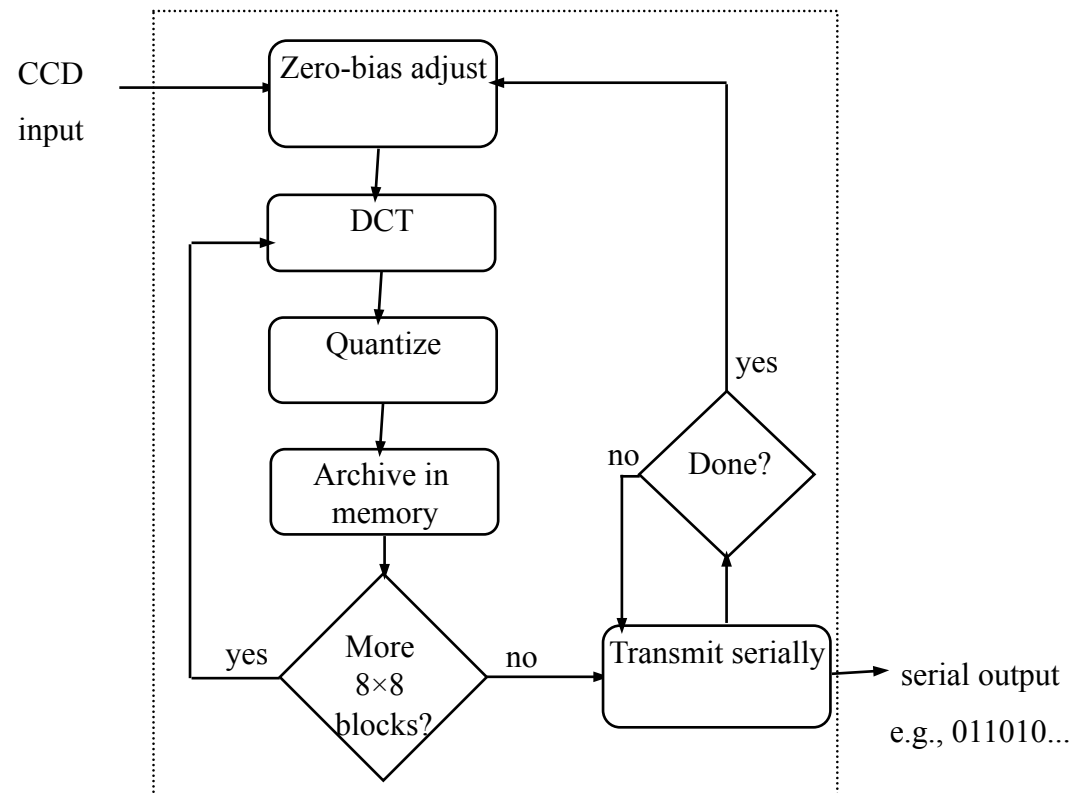 CCD
input
Zero-bias adjust
DCT
Quantize
Archive in
memory
More
8×8
blocks?
yes
no
Transmit serially
Done?
no
yes
serial output
e.g., 011010...